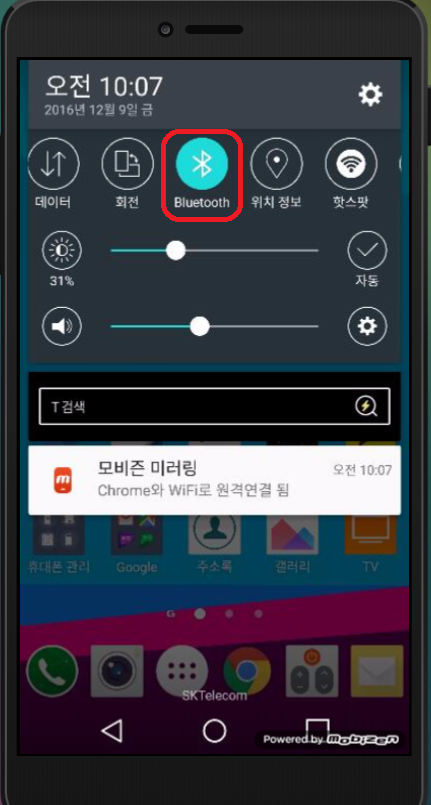 오전 10:07
2016년 12월 9일 금
데이터
회전
Bluetooth
위치 정보
핫스팟
31%
자동
T 검색
모비즌 미러링
오전 10:07
Chrome와 WiFi로 원격연결 됨
휴대폰 관리
Google
주소록
갤러리
TV
G
SKTelecom
Powered by Mobizen